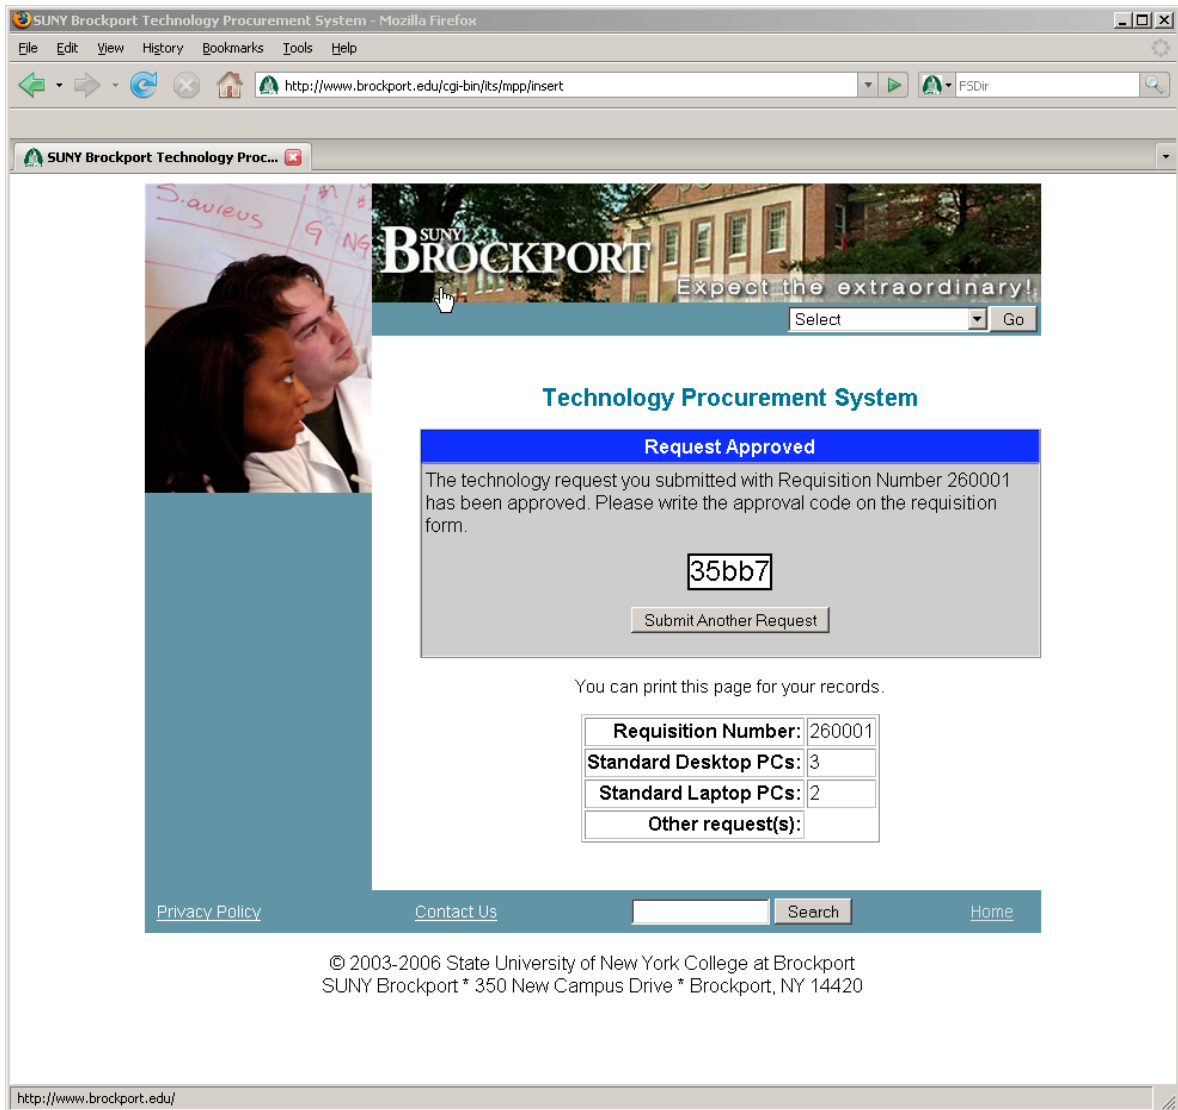 SUNY Brockport Technology Procurement System - Mozilla Firefox
File Edit View History Bookmarks Tools Help
http://www.brockport.edu/cgi-bin/its/mpp/insert
FSDir
SUNY Brockport Technology Proc...
S. aureus
#1
G NG
SUNY
BROCKPORT
Expect the extraordinary!
Select
Go
Technology Procurement System
Request Approved
The technology request you submitted with Requisition Number 260001
has been approved. Please write the approval code on the requisition
form.
35bb7
Submit Another Request
You can print this page for your records.
Requisition Number: 260001
Standard Desktop PCs: 3
Standard Laptop PCs: 2
Other request(s):
Privacy Policy
Contact Us
Search
Home
© 2003-2006 State University of New York College at Brockport
SUNY Brockport * 350 New Campus Drive * Brockport, NY 14420
http://www.brockport.edu/